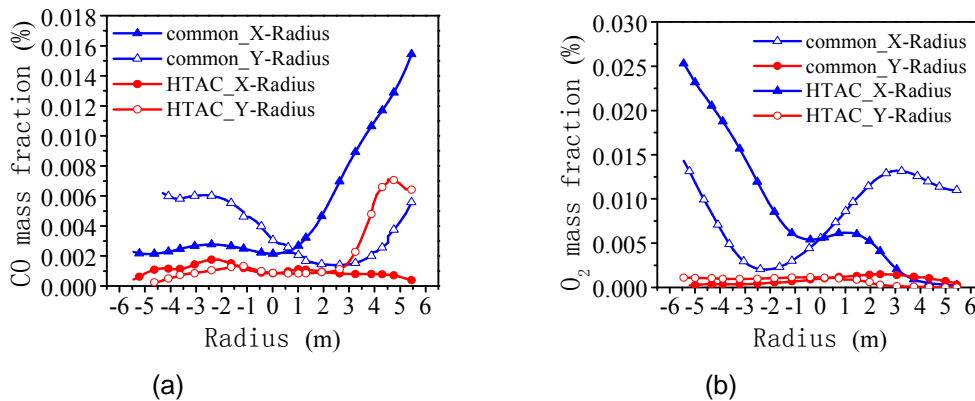 CO mass fraction (%)
0.018
0.016
0.014
0.012
0.010
0.008
0.006
0.004
0.002
0.000
common_X-Radius
common_Y-Radius
HTAC_X-Radius
HTAC_Y-Radius
-6 -5 -4 -3 -2 -1 0 1 2 3 4 5 6
Radius (m)
(a)
O2 mass fraction (%)
0.030
0.025
0.020
0.015
0.010
0.005
0.000
common_X-Radius
common_Y-Radius
HTAC_X-Radius
HTAC_Y-Radius
-6 -5 -4 -3 -2 -1 0 1 2 3 4 5 6
Radius (m)
(b)